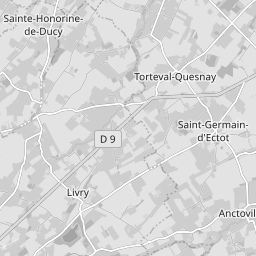 Sainte-Honorine-
de-Ducy
Torteval-Quesnay
Saint-Germain-
d'Ectot
D 9
Livry
Anctovil